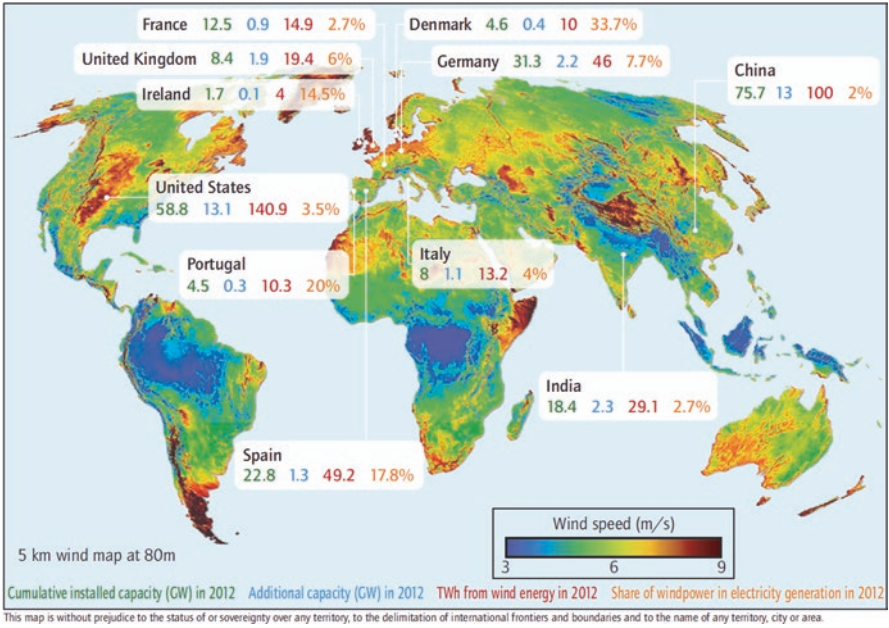 France 12.5 0.9 14.9 2.7%
Denmark 4.6 0.4 10 33.7%
United Kingdom 8.4 1.9 19.4 6%
Germany 31.3 2.2 46 7.7%
Ireland 1.7 0.1 4 14.5%
China
75.7 13 100 2%
United States
58.8 13.1 140.9 3.5%
Portugal
4.5 0.3 10.3 20%
Italy
8 1.1 13.2 4%
India
18.4 2.3 29.1 2.7%
Spain
22.8 1.3 49.2 17.8%
Wind speed (m/s)
3 6 9
5 km wind map at 80m
Cumulative installed capacity (GW) in 2012 Additional capacity (GW) in 2012 TWh from wind energy in 2012 Share of windpower in electricity generation in 2012
This map is without prejudice to the status of or sovereignty over any territory, to the delimitation of international frontiers and boundaries and to the name of any territory, city or area.